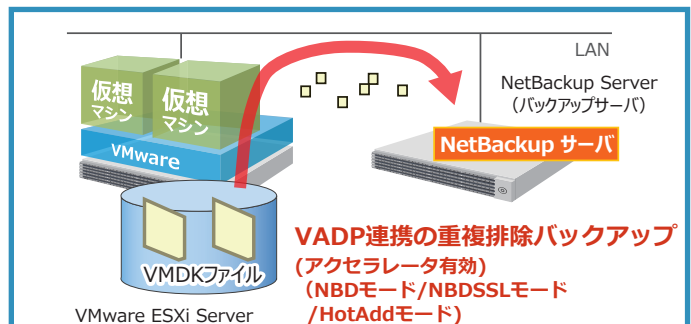 LAN
NetBackup Server
（バックアップサーバ）
仮想
マシン
仮想
マシン
VMware
NetBackup サーバ
VMDKファイル
VMware ESXi Server
VADP連携の重複排除バックアップ
(アクセラレータ有効)
（NBDモード/NBDSSLモード
/HotAddモード)